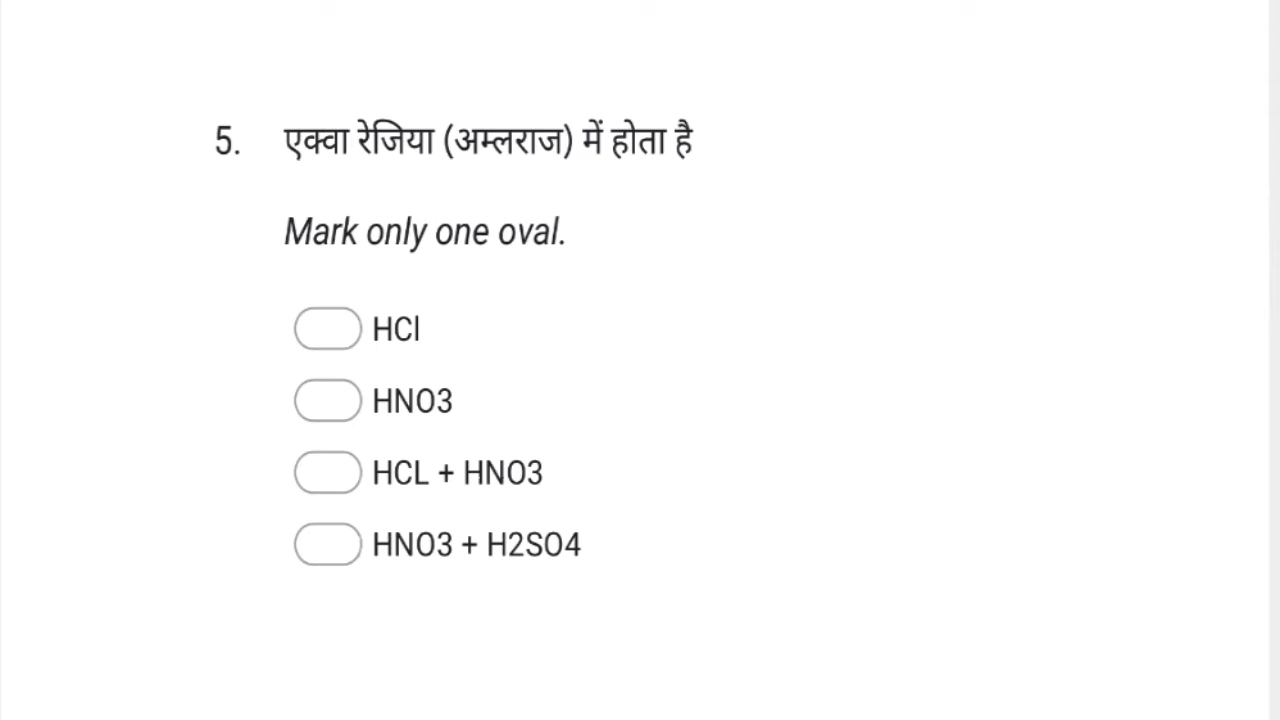 5. एक्वा रेजिया (अम्लराज) में होता है
Mark only one oval.
HCl
HNO3
HCL + HNO3
HNO3 + H2SO4